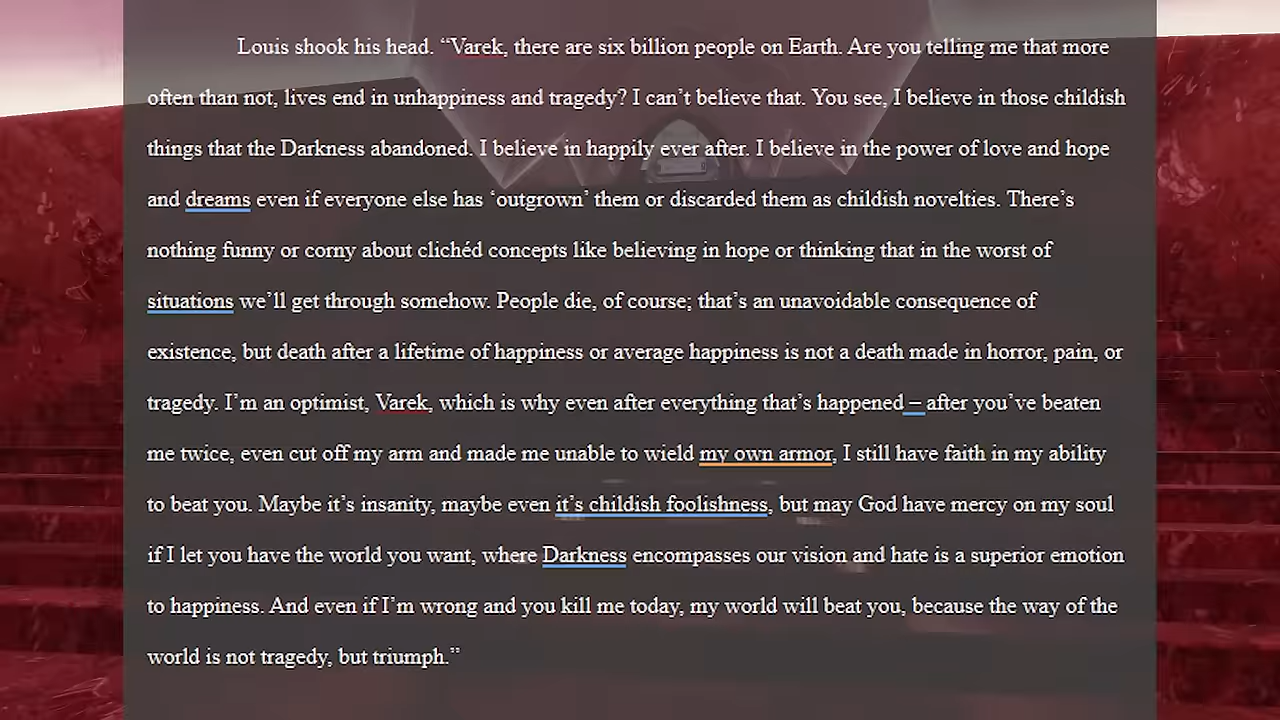 Louis shook his head. “Varek, there are six billion people on Earth. Are you telling me that more
often than not, lives end in unhappiness and tragedy? I can’t believe that. You see, I believe in those childish
things that the Darkness abandoned. I believe in happily ever after. I believe in the power of love and hope
and dreams even if everyone else has ‘outgrown’ them or discarded them as childish novelties. There’s
nothing funny or corny about clichéd concepts like believing in hope or thinking that in the worst of
situations we’ll get through somehow. People die, of course; that’s an unavoidable consequence of
existence, but death after a lifetime of happiness or average happiness is not a death made in horror, pain, or
tragedy. I’m an optimist, Varek, which is why even after everything that’s happened – after you’ve beaten
me twice, even cut off my arm and made me unable to wield my own armor, I still have faith in my ability
to beat you. Maybe it’s insanity, maybe even it’s childish foolishness, but may God have mercy on my soul
if I let you have the world you want, where Darkness encompasses our vision and hate is a superior emotion
to happiness. And even if I’m wrong and you kill me today, my world will beat you, because the way of the
world is not tragedy, but triumph.”